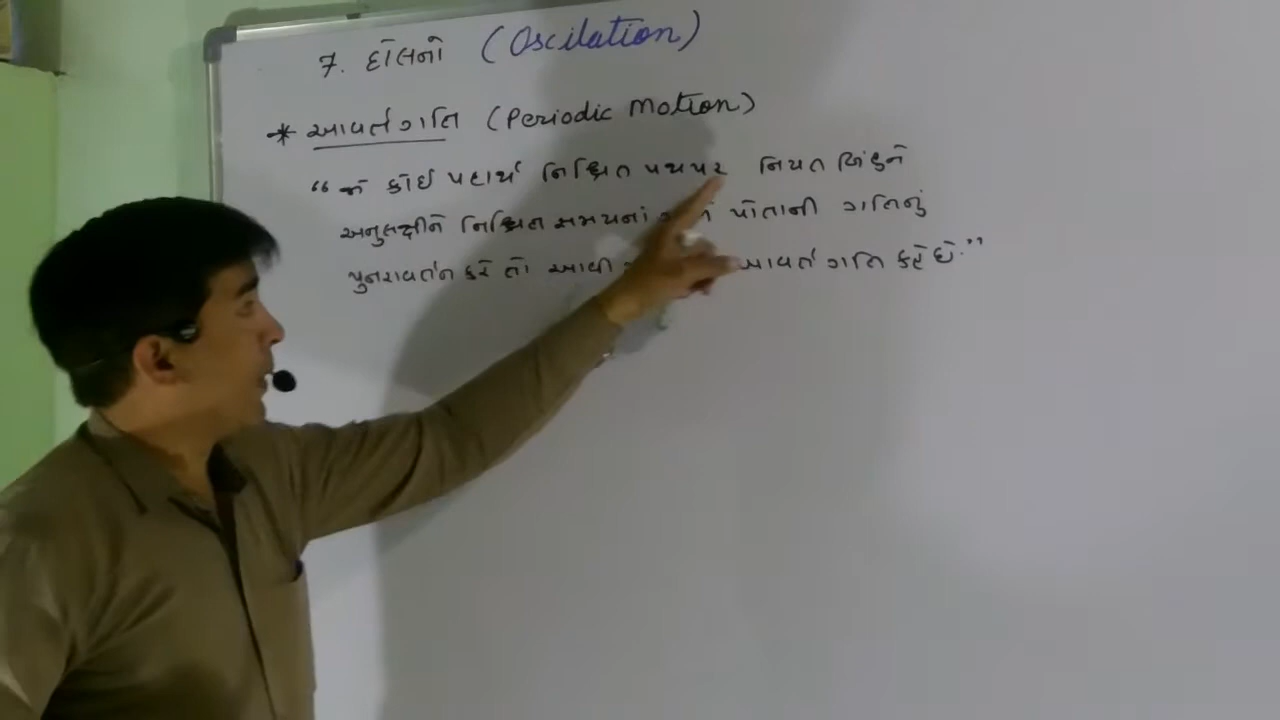 7. દોલનો (Oscilation)
* આવર્તગતિ (Periodic Motion)
“ જો કોઈ પદાર્થ નિશ્ચિત પથપર નિયત બિંદુને
અનુલક્ષીને નિશ્ચિત સમયનાં પોતાની ગતિનું
પુનરાવર્તન કરે તો આવી આવર્ત ગતિ કહે છે.”